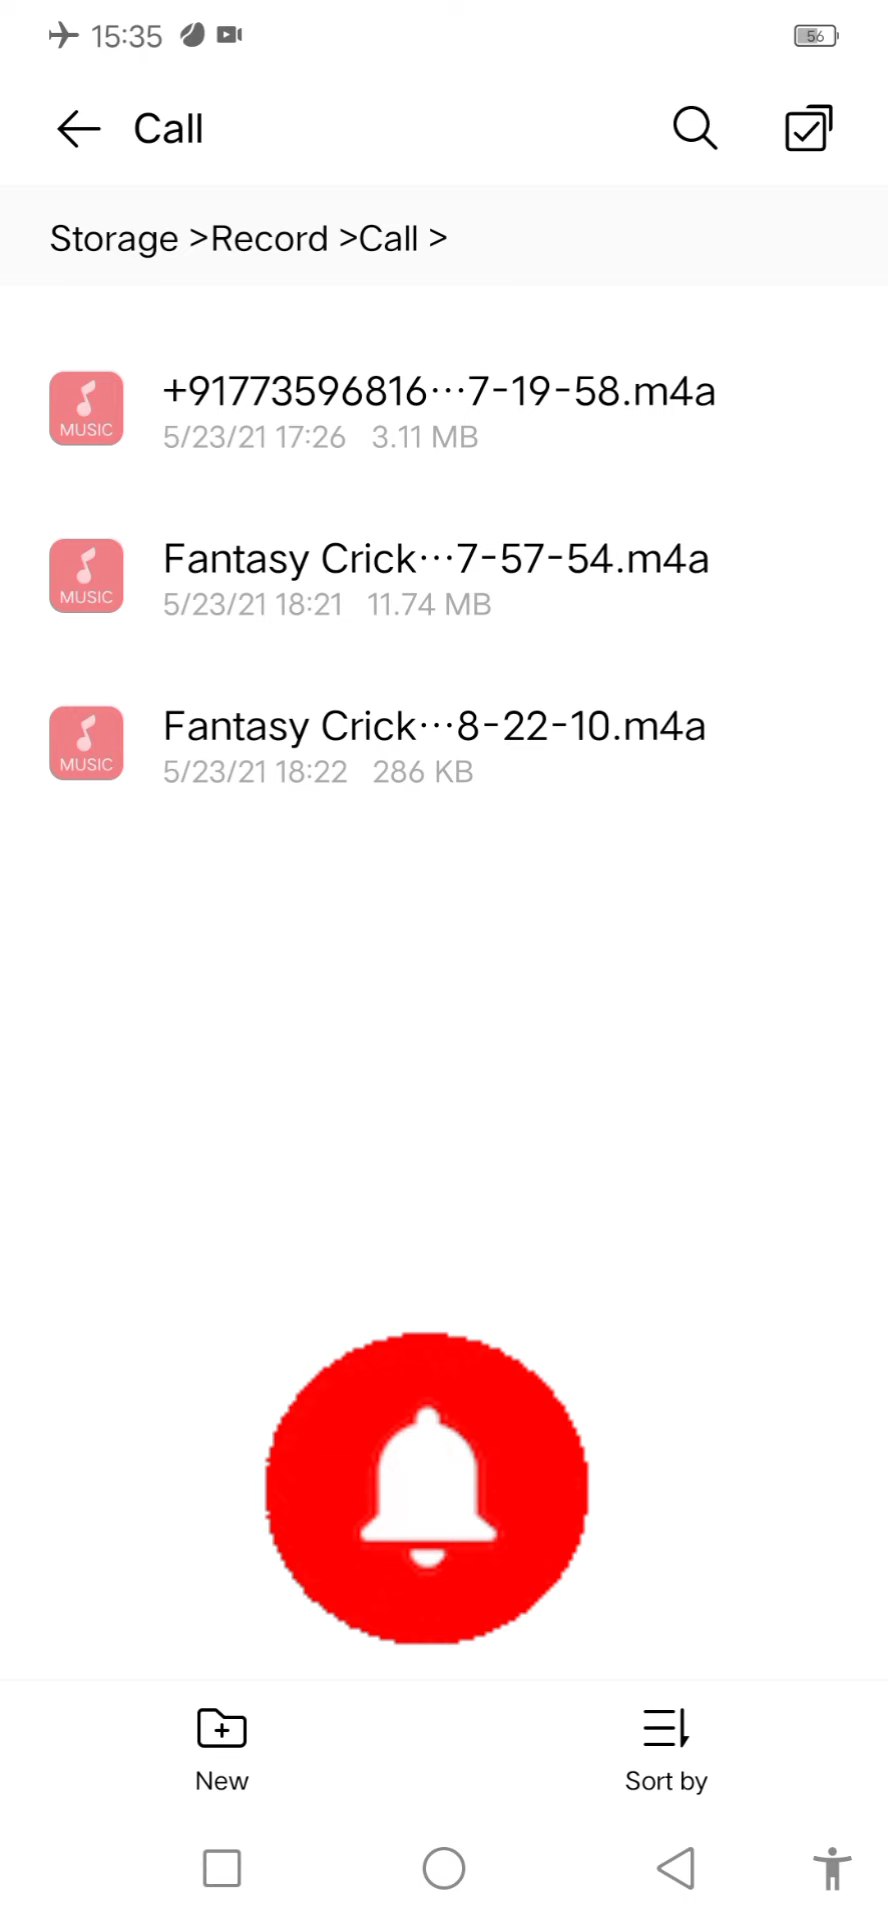 15:35
56
Call
Storage >Record >Call >
+91773596816···7-19-58.m4a
MUSIC
5/23/21 17:26 3.11 MB
Fantasy Crick···7-57-54.m4a
MUSIC
5/23/21 18:21 11.74 MB
Fantasy Crick···8-22-10.m4a
MUSIC
5/23/21 18:22 286 KB
New
Sort by